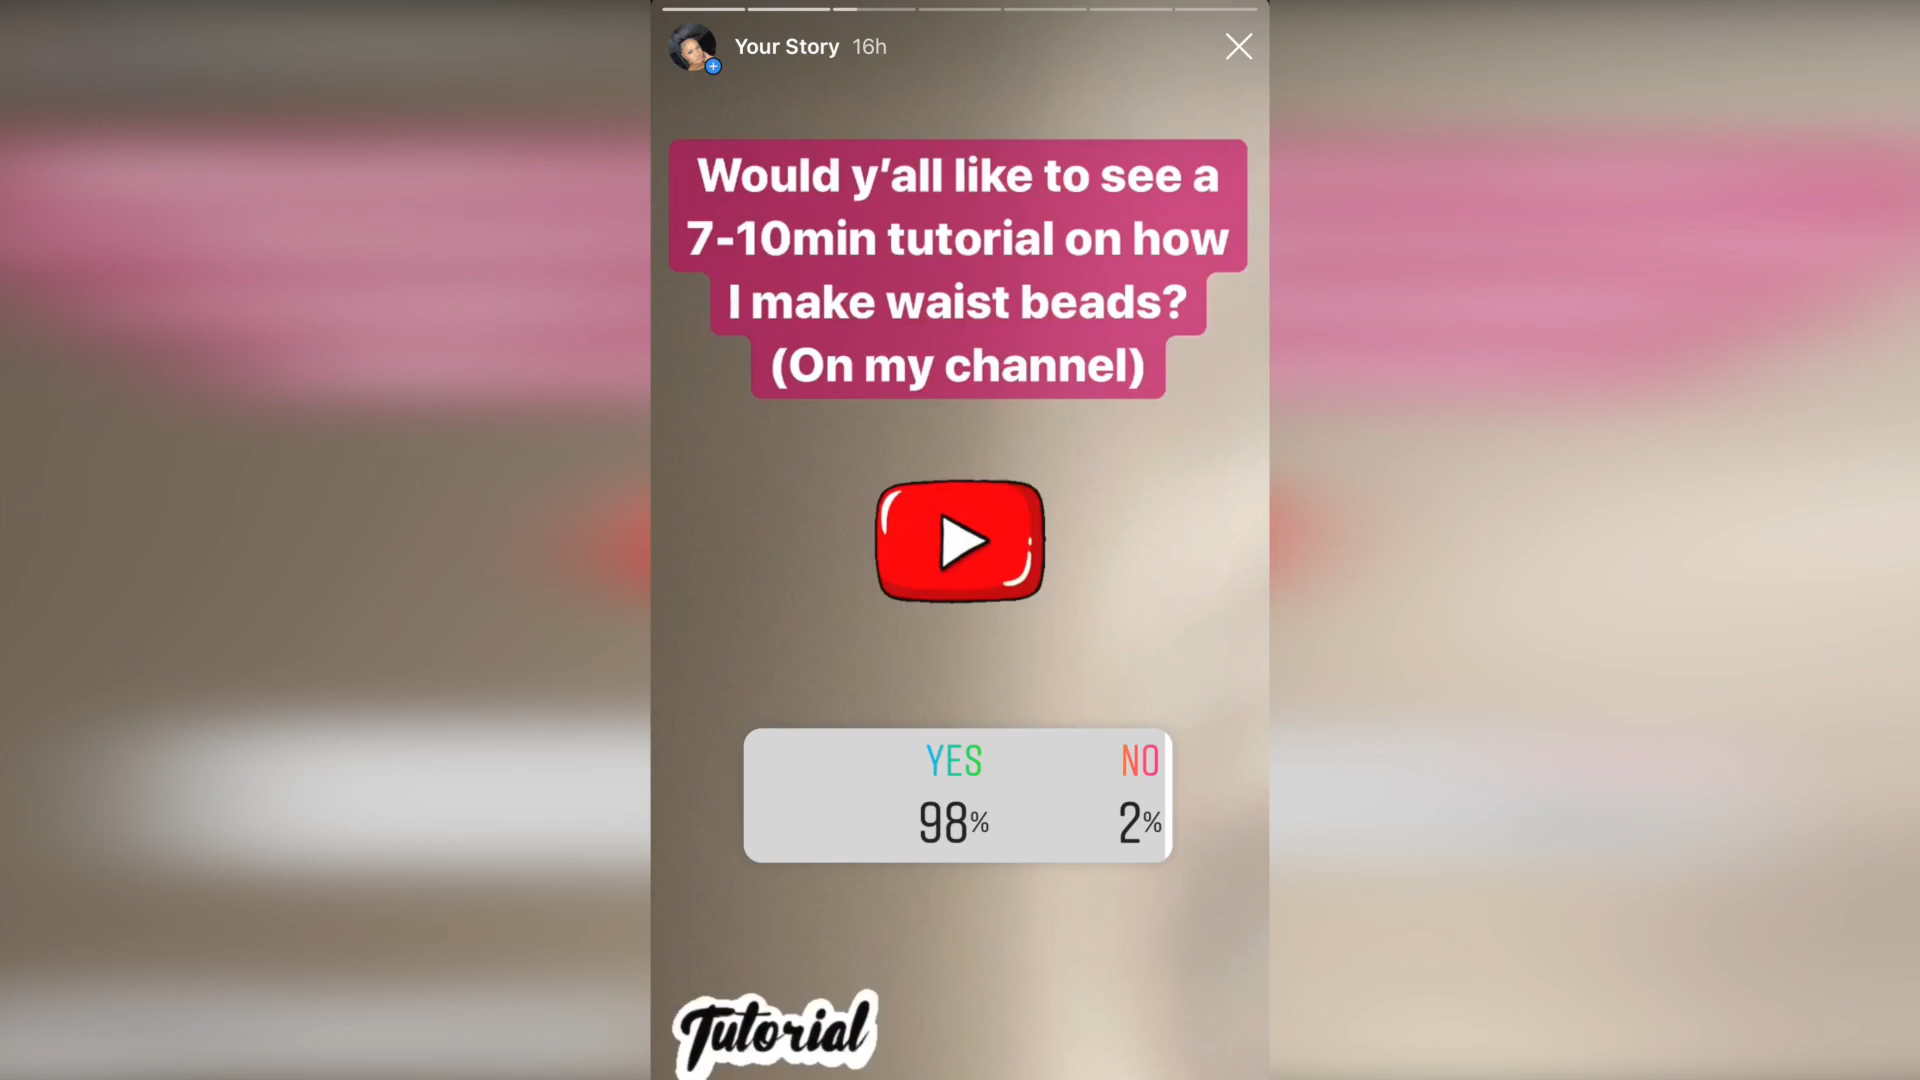 Your Story 16h
Would y’all like to see a
7-10min tutorial on how
I make waist beads?
(On my channel)
YES NO
98% 2%
Tutorial